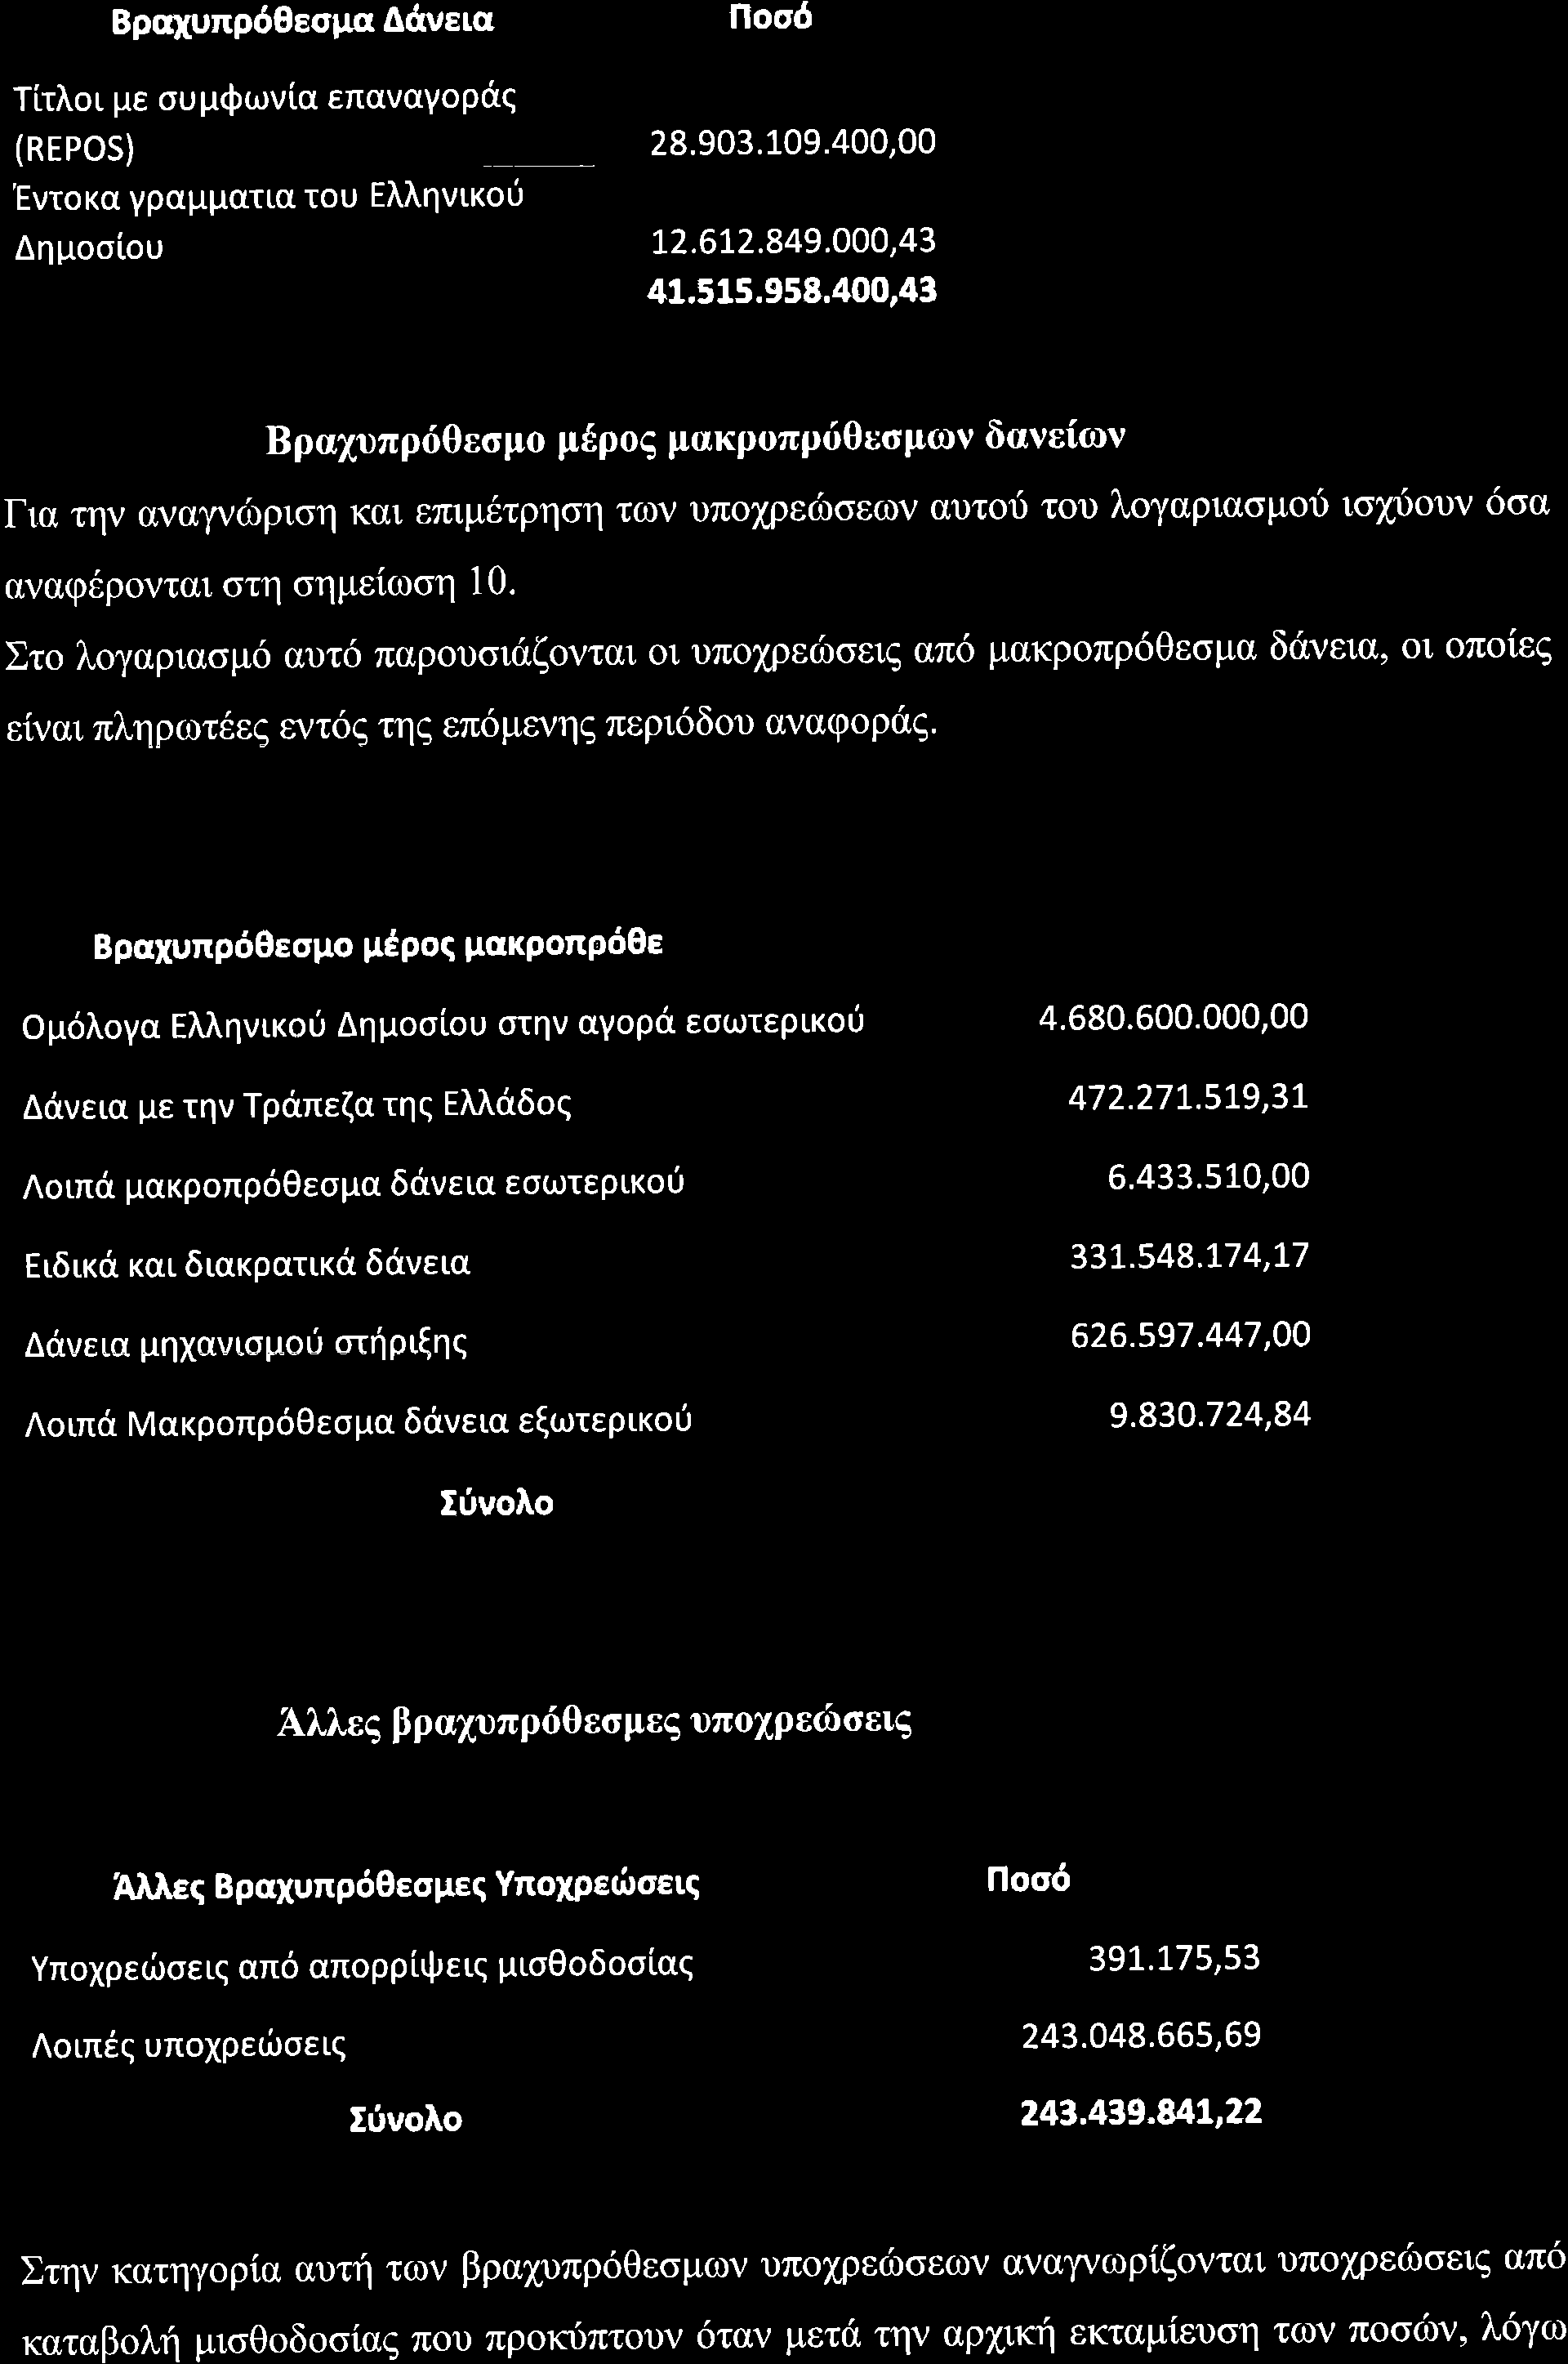 Βραχυπρόθεσμα Δάνεια Ποσό
Τίτλοι με συμφωνία επαναγοράς
(REPOS) 28.903.109.400,00
Έντοκα γραμματια του Ελληνικού
Δημοσίου 12.612.849.000,43
41.515.958.400,43
Βραχυπρόθεσμο μέρος μακροπρόθεσμων δανείων
Για την αναγνώριση και επιμέτρηση των υποχρεώσεων αυτού του λογαριασμού ισχύουν όσα
αναφέρονται στη σημείωση 10.
Στο λογαριασμό αυτό παρουσιάζονται οι υποχρεώσεις από μακροπρόθεσμα δάνεια, οι οποίες
είναι πληρωτέες εντός της επόμενης περιόδου αναφοράς.
Βραχυπρόθεσμο μέρος μακροπρόθε
Ομόλογα Ελληνικού Δημοσίου στην αγορά εσωτερικού 4.680.600.000,00
Δάνεια με την Τράπεζα της Ελλάδος 472.271.519,31
Λοιπά μακροπρόθεσμα δάνεια εσωτερικού 6.433.510,00
Ειδικά και διακρατικά δάνεια 331.548.174,17
Δάνεια μηχανισμού στήριξης 626.597.447,00
Λοιπά Μακροπρόθεσμα δάνεια εξωτερικού 9.830.724,84
Σύνολο
Άλλες βραχυπρόθεσμες υποχρεώσεις
Άλλες Βραχυπρόθεσμες Υποχρεώσεις Ποσό
Υποχρεώσεις από απορρίψεις μισθοδοσίας 391.175,53
Λοιπές υποχρεώσεις 243.048.665,69
Σύνολο 243.439.841,22
Στην κατηγορία αυτή των βραχυπρόθεσμων υποχρεώσεων αναγνωρίζονται υποχρεώσεις από
καταβολή μισθοδοσίας που προκύπτουν όταν μετά την αρχική εκταμίευση των ποσών, λόγω